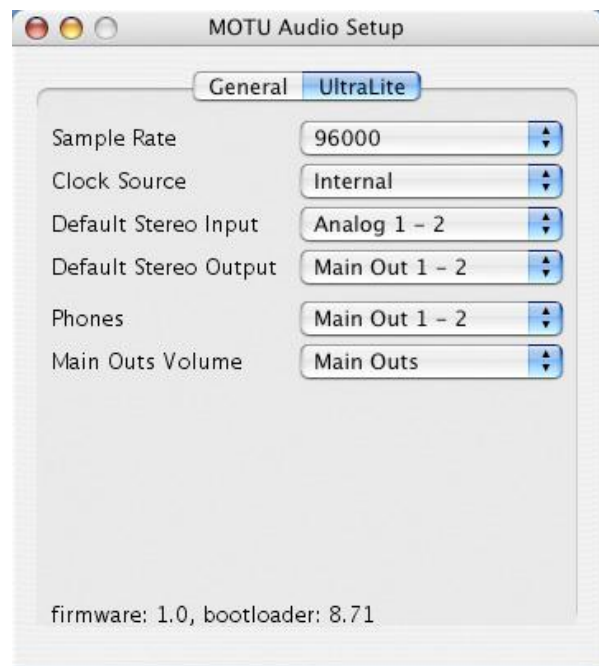 MOTU Audio Setup
General UltraLite
Sample Rate 96000
Clock Source Internal
Default Stereo Input Analog 1 – 2
Default Stereo Output Main Out 1 – 2
Phones Main Out 1 – 2
Main Outs Volume Main Outs
firmware: 1.0, bootloader: 8.71